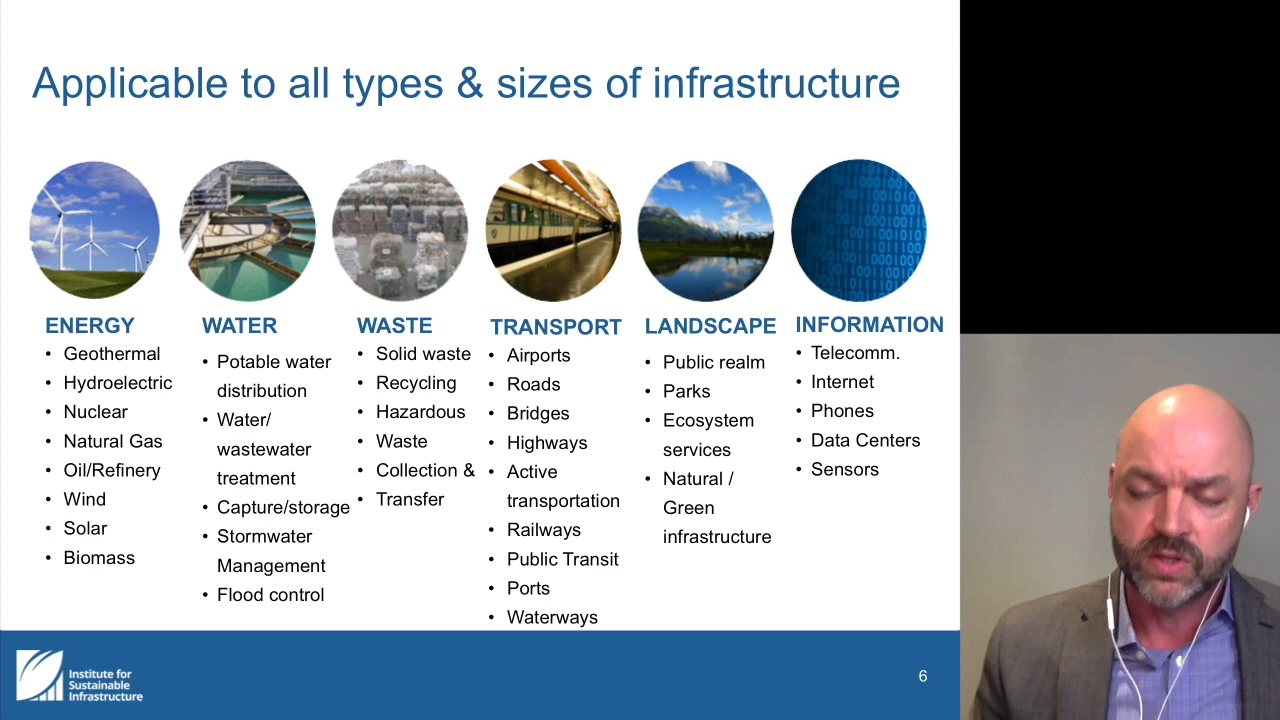 Applicable to all types & sizes of infrastructure
ENERGY
• Geothermal
• Hydroelectric
• Nuclear
• Natural Gas
• Oil/Refinery
• Wind
• Solar
• Biomass
WATER
• Potable water
distribution
• Water/
wastewater
treatment
• Capture/storage
• Stormwater
Management
• Flood control
WASTE
• Solid waste
• Recycling
• Hazardous
• Waste
• Collection &
• Transfer
TRANSPORT
• Airports
• Roads
• Bridges
• Highways
• Active
transportation
• Railways
• Public Transit
• Ports
• Waterways
LANDSCAPE
• Public realm
• Parks
• Ecosystem
services
• Natural /
Green
infrastructure
INFORMATION
• Telecomm.
• Internet
• Phones
• Data Centers
• Sensors
Institute for
Sustainable
Infrastructure
6